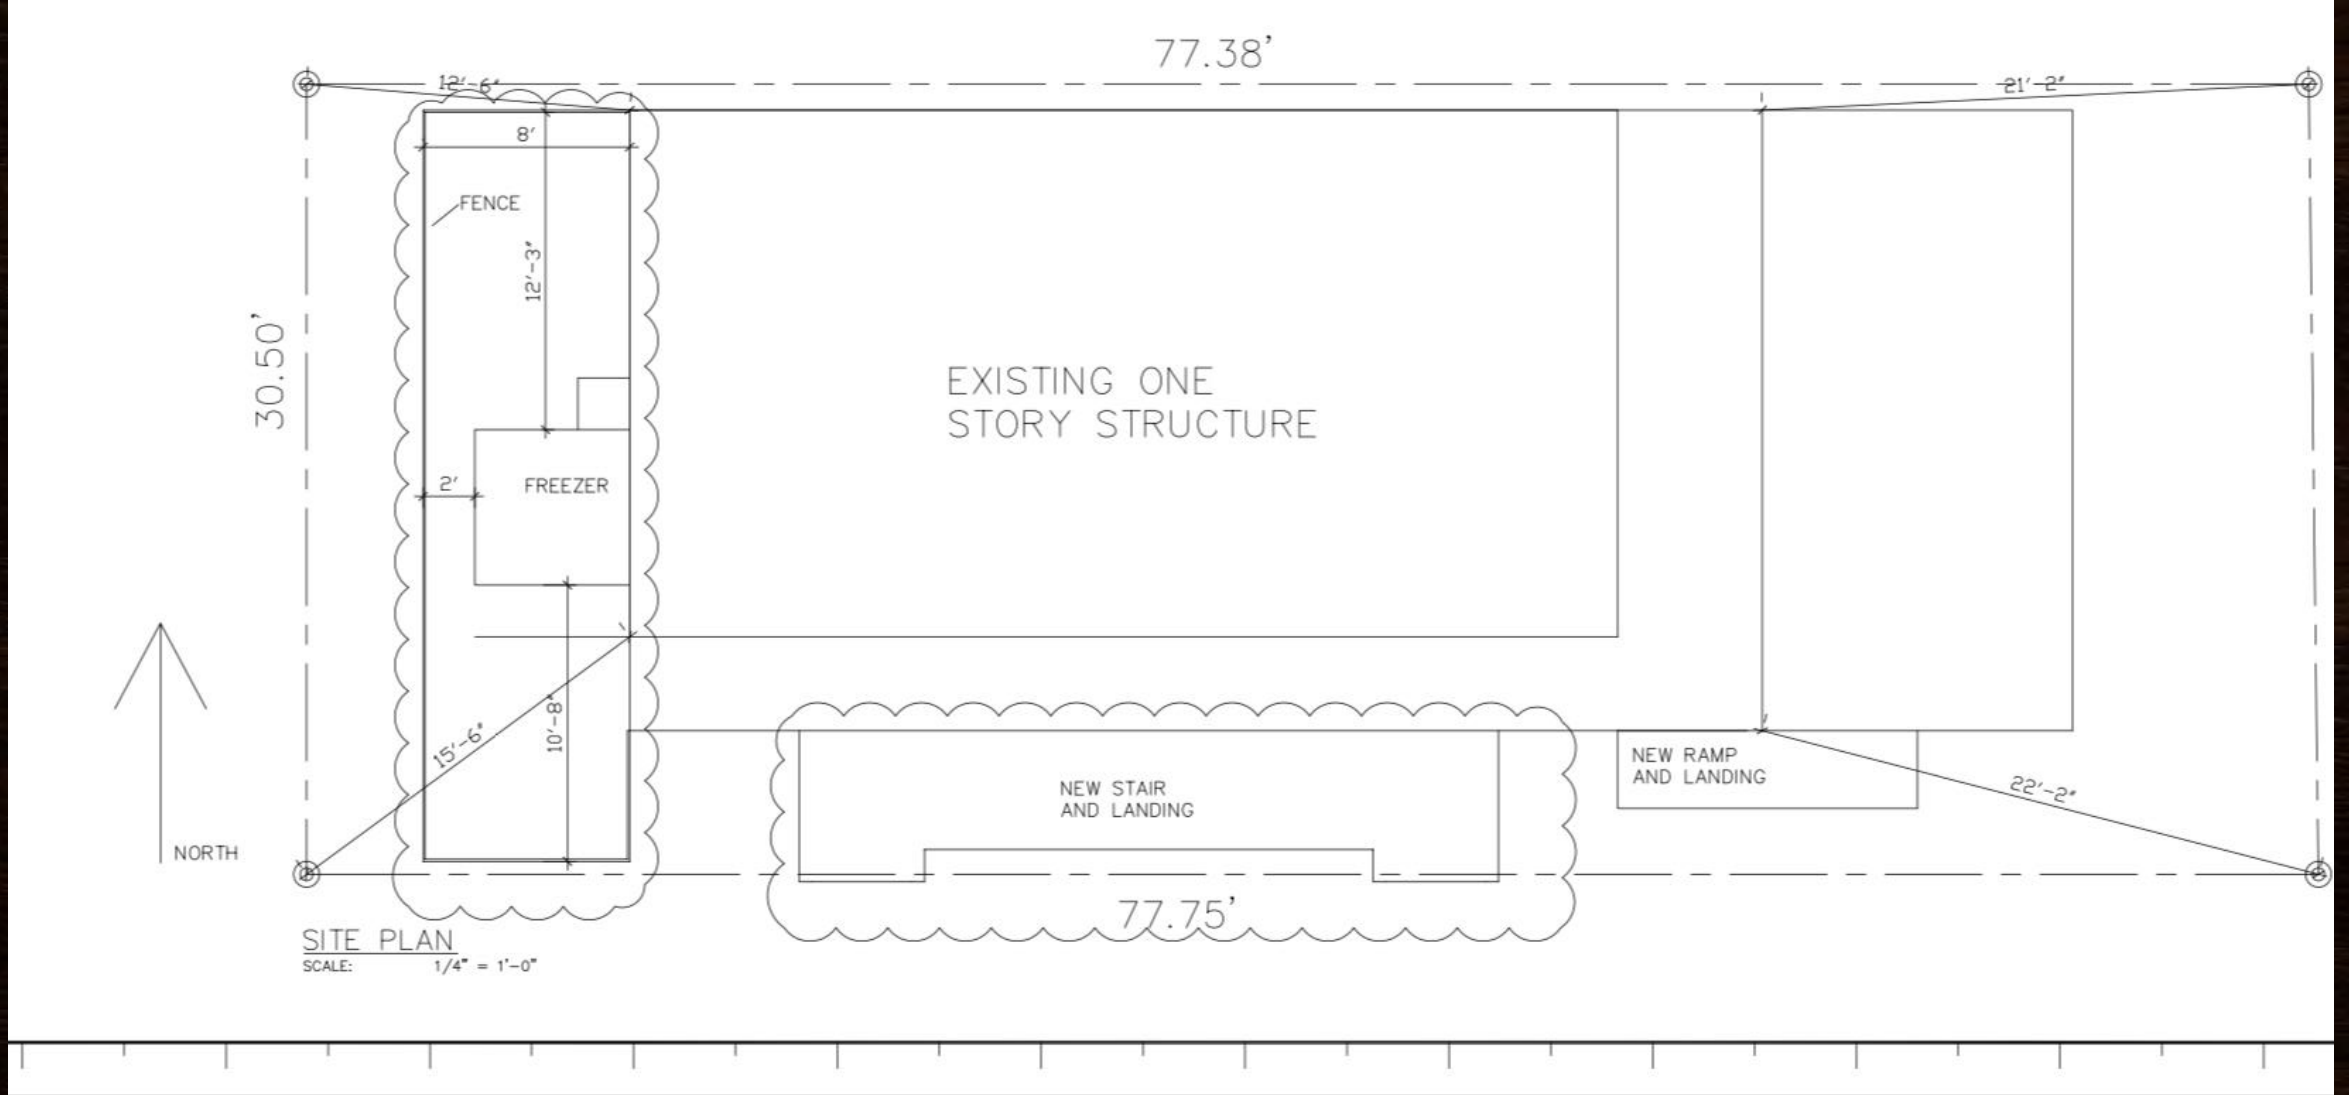 77.38'
12'-6"
21'-2"
8'
FENCE
12'-3"
30.50'
EXISTING ONE
STORY STRUCTURE
2'
FREEZER
15'-6"
10'-8"
NEW STAIR
AND LANDING
NEW RAMP
AND LANDING
22'-2"
NORTH
77.75'
SITE PLAN
SCALE: 1/4" = 1'-0"